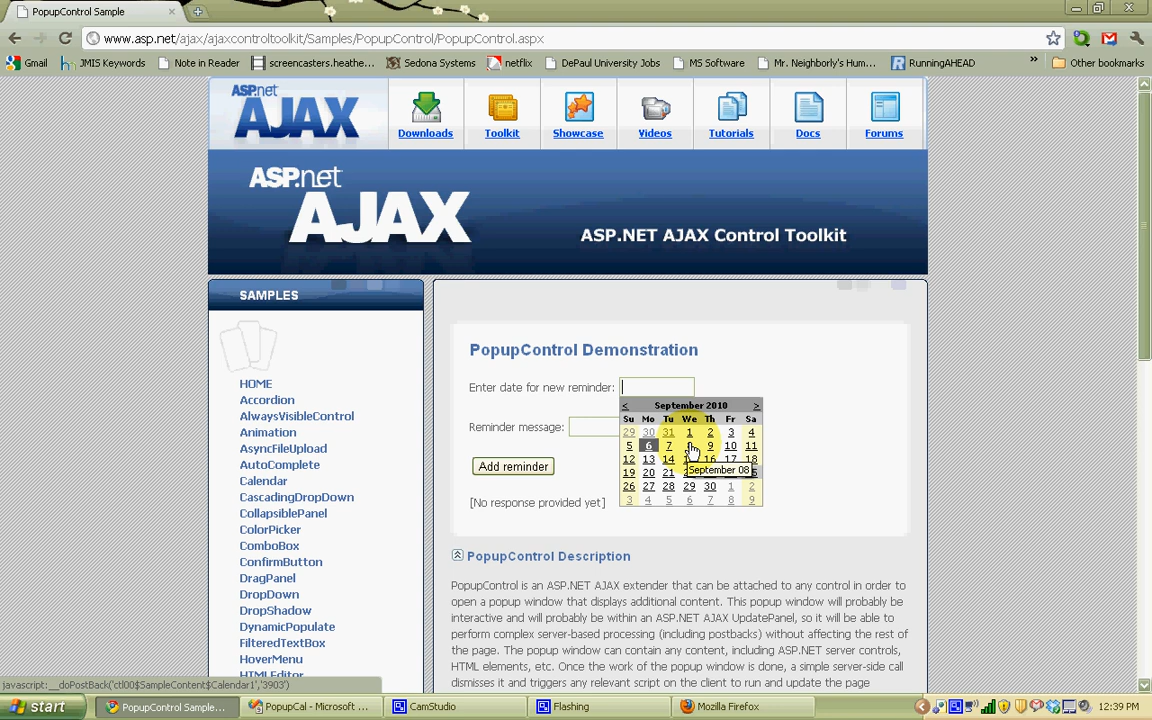 PopupControl Sample
www.asp.net/ajax/ajaxcontroltoolkit/Samples/PopupControl/PopupControl.aspx
Gmail JMIS Keywords Note in Reader screencasters.heathe... Sedona Systems netflix DePaul University Jobs MS Software Mr. Neighborly's Hum... RunningAHEAD » Other bookmarks
ASP.net AJAX
Downloads Toolkit Showcase Videos Tutorials Docs Forums
ASP.net AJAX
ASP.NET AJAX Control Toolkit
SAMPLES
HOME
Accordion
AlwaysVisibleControl
Animation
AsyncFileUpload
AutoComplete
Calendar
CascadingDropDown
CollapsiblePanel
ColorPicker
ComboBox
ConfirmButton
DragPanel
DropDown
DropShadow
DynamicPopulate
FilteredTextBox
HoverMenu
HTMLEditor
PopupControl Demonstration
Enter date for new reminder:
< September 2010 >
Su Mo Tu We Th Fr Sa
29 30 31 1 2 3 4
5 6 7 9 10 11
12 13 14 16 17 18
19 20 21
26 27 28 29 30 1 2
3 4 5 6 7 8 9
September 08
Reminder message:
Add reminder
[No response provided yet]
PopupControl Description
PopupControl is an ASP.NET AJAX extender that can be attached to any control in order to
open a popup window that displays additional content. This popup window will probably be
interactive and will probably be within an ASP.NET AJAX UpdatePanel, so it will be able to
perform complex server-based processing (including postbacks) without affecting the rest of
the page. The popup window can contain any content, including ASP.NET server controls,
HTML elements, etc. Once the work of the popup window is done, a simple server-side call
dismisses it and triggers any relevant script on the client to run and update the page
javascript:__doPostBack('ctl00$SampleContent$Calendar1','3903')
start PopupControl Sample... PopupCal - Microsoft ... CamStudio Flashing Mozilla Firefox 12:39 PM